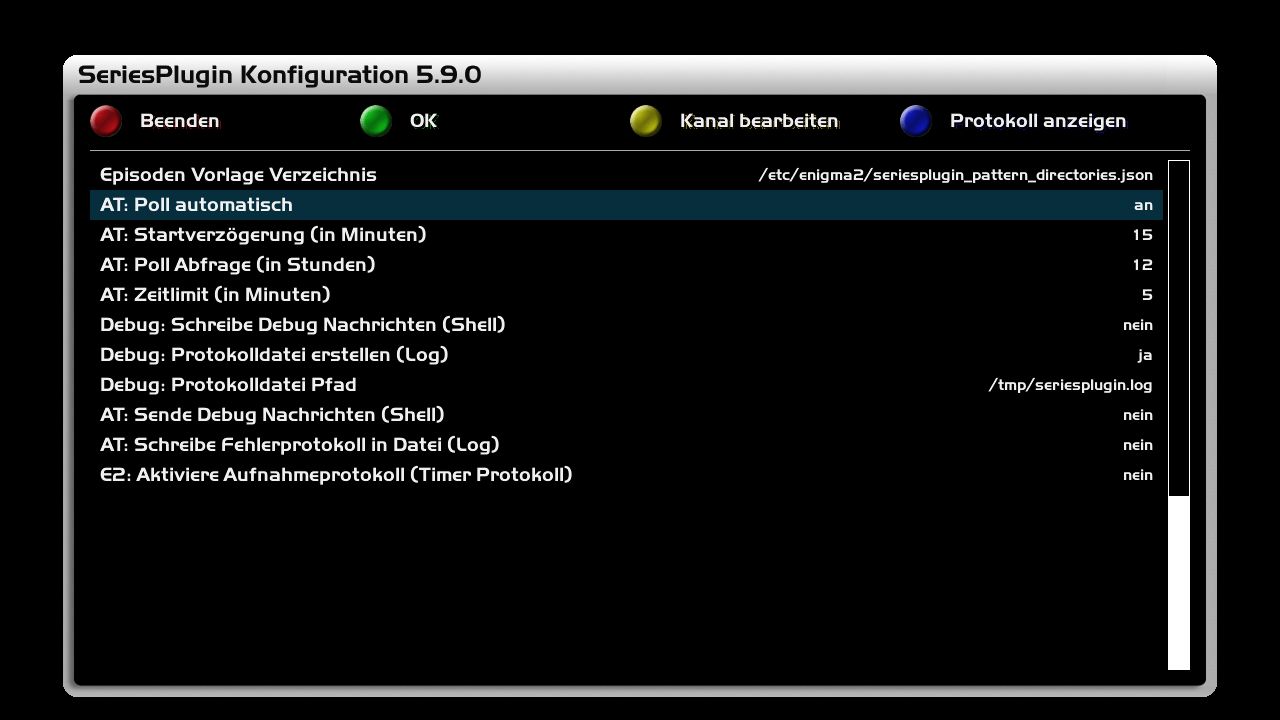 SeriesPlugin Konfiguration 5.9.0
Beenden OK Kanal bearbeiten Protokoll anzeigen
Episoden Vorlage Verzeichnis /etc/enigma2/seriesplugin_pattern_directories.json
AT: Poll automatisch an
AT: Startverzögerung (in Minuten) 15
AT: Poll Abfrage (in Stunden) 12
AT: Zeitlimit (in Minuten) 5
Debug: Schreibe Debug Nachrichten (Shell) nein
Debug: Protokolldatei erstellen (Log) ja
Debug: Protokolldatei Pfad /tmp/seriesplugin.log
AT: Sende Debug Nachrichten (Shell) nein
AT: Schreibe Fehlerprotokoll in Datei (Log) nein
E2: Aktiviere Aufnahmeprotokoll (Timer Protokoll) nein